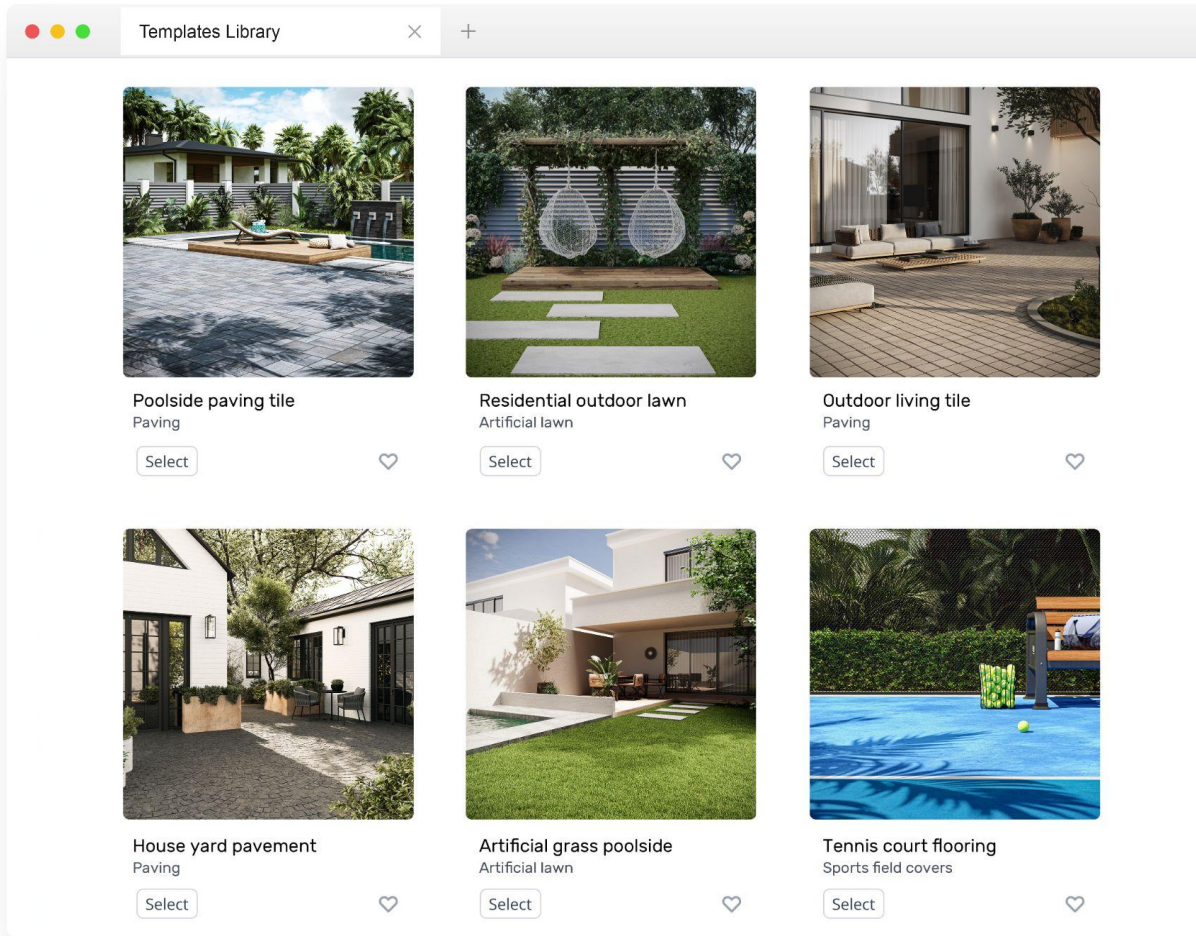 Templates Library
Poolside paving tile
Paving
Select
Residential outdoor lawn
Artificial lawn
Select
Outdoor living tile
Paving
Select
House yard pavement
Paving
Select
Artificial grass poolside
Artificial lawn
Select
Tennis court flooring
Sports field covers
Select